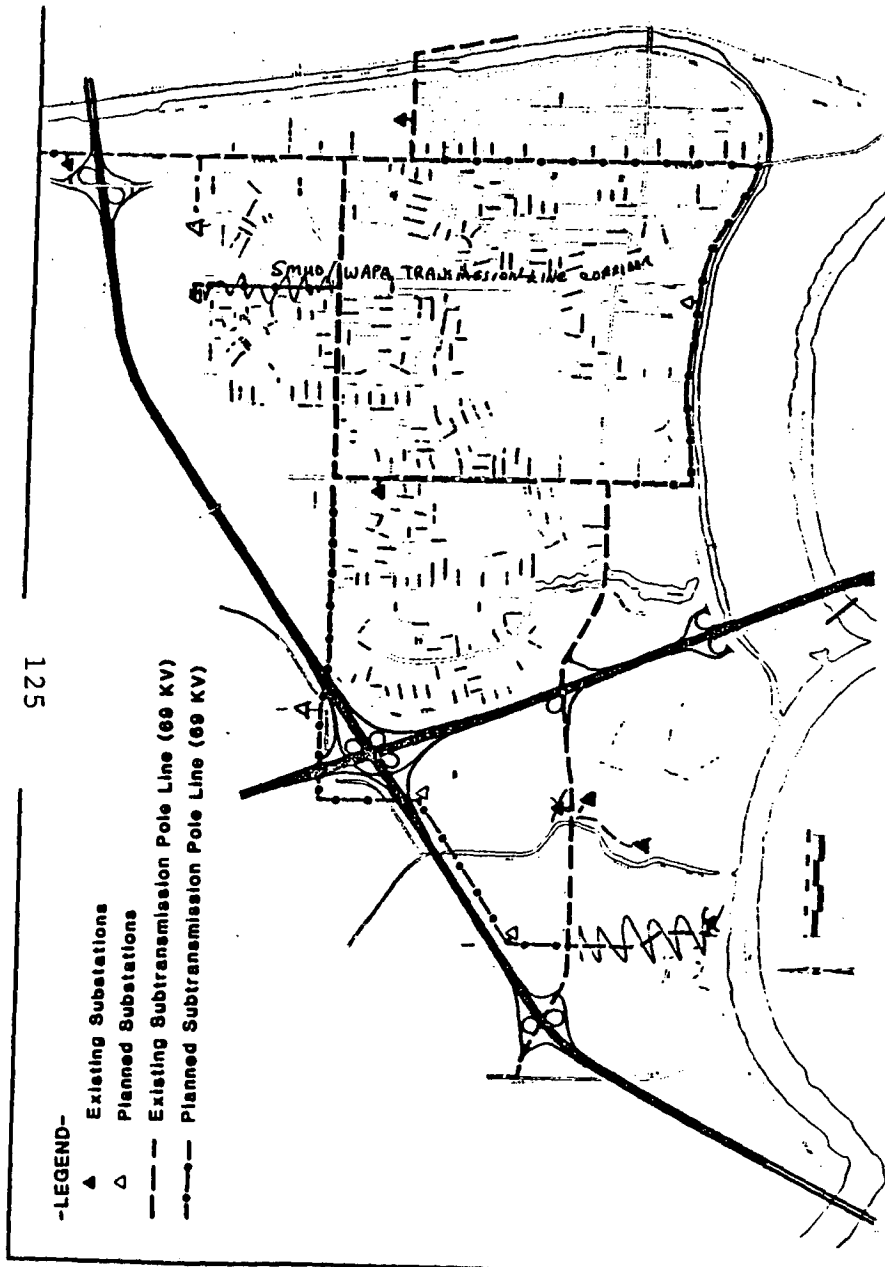 125
-LEGEND-
Existing Substations
Planned Substations
Existing Subtransmission Pole Line (69 KV)
Planned Subtransmission Pole Line (69 KV)
SMUD/WAPA TRANSMISSION LINE CORRIDOR